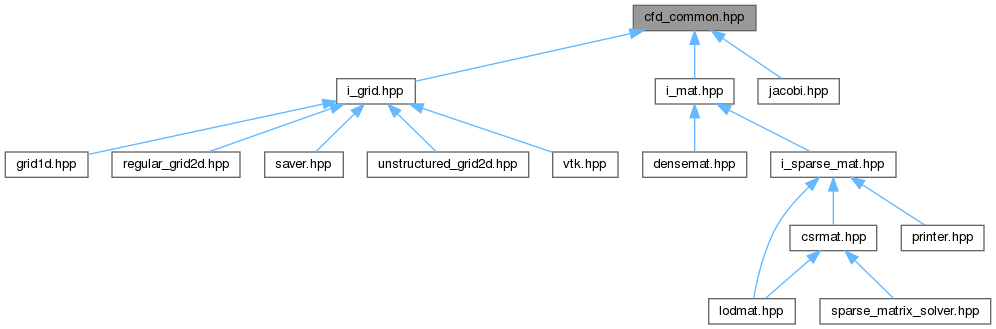 cfd_common.hpp
i_grid.hpp
i_mat.hpp
jacobi.hpp
grid1d.hpp
regular_grid2d.hpp
saver.hpp
unstructured_grid2d.hpp
vtk.hpp
densemat.hpp
i_sparse_mat.hpp
csrmat.hpp
printer.hpp
lodmat.hpp
sparse_matrix_solver.hpp